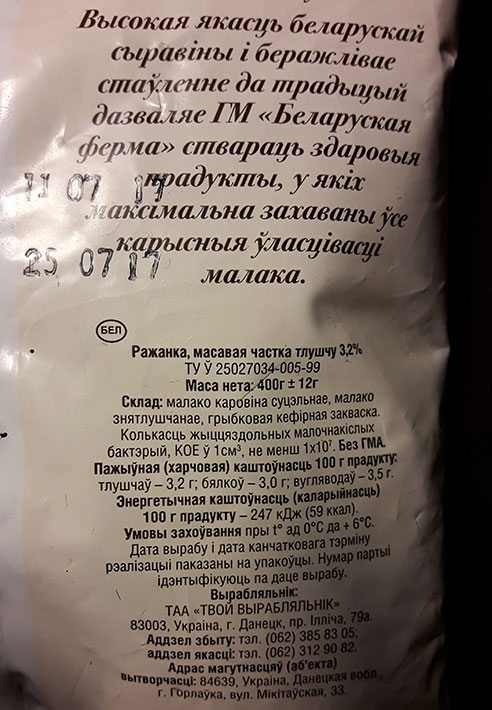 Высокая якасць беларускай
сыравіны і беражлівае
стаўленне да традыцый
дазваляе ГМ «Беларуская
ферма» ствараць здаровыя
прадукты, у якіх
максімальна захаваны ўсе
карысныя ўласцівасці
малака.
11 07 17
25 07 17
БЕЛ
Ражанка, масавая частка тлушчу 3,2%
ТУ Ў 25027034-005-99
Маса нета: 400г ± 12г
Склад: малако каровіна суцэльнае, малако
знятлушчанае, грыбковая кефірная закваска.
Колькасць жыццяздольных малочнакіслых
бактэрый, КОЕ ў 1см³, не менш 1х10⁷. Без ГМА.
Пажыўная (харчовая) каштоўнасць 100 г прадукту:
тлушчаў – 3,2 г; бялкоў – 3,0 г; вугляводаў – 3,5 г.
Энергетычная каштоўнасць (каларыйнасць)
100 г прадукту – 247 кДж (59 ккал).
Умовы захоўвання пры t° ад 0°С да + 6°С.
Дата вырабу і дата канчатковага тэрміну
рэалізацыі паказаны на упакоўцы. Нумар партыі
ідэнтыфікуюць па даце вырабу.
Вырабляльнік:
ТАА «ТВОЙ ВЫРАБЛЯЛЬНІК»
83003, Украіна, г. Данецк, пр. Ілліча, 79а.
Аддзел збыту: тэл. (062) 385 83 05;
аддзел якасці: тэл. (062) 312 90 82.
Адрас магутнасцяў (аб'екта)
вытворчасці: 84639, Украіна, Данецкая вобл.,
г. Горлаўка, вул. Мікітаўская, 33.